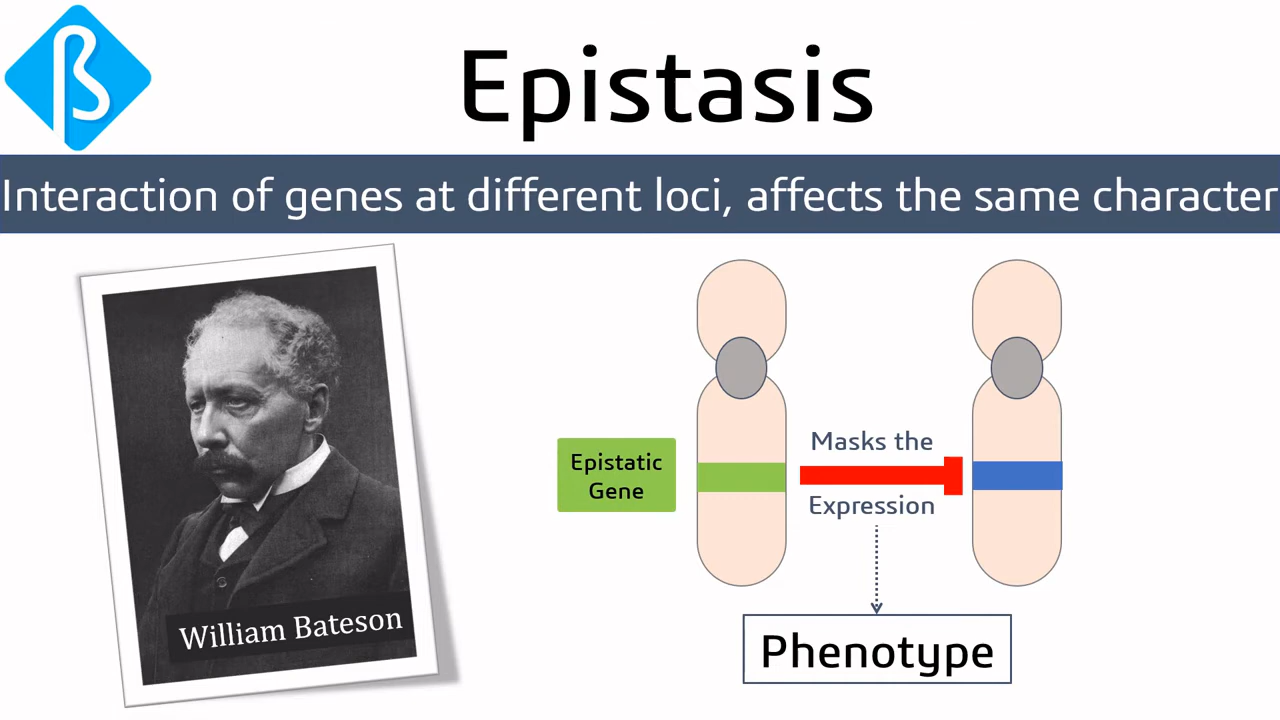 ß
Epistasis
Interaction of genes at different loci, affects the same character
William Bateson
Epistatic
Gene
Masks the
Expression
Phenotype